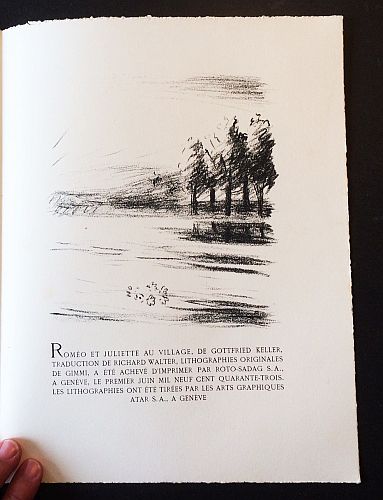 ROMÉO ET JULIETTE AU VILLAGE, DE GOTTFRIED KELLER,
TRADUCTION DE RICHARD WALTER, LITHOGRAPHIES ORIGINALES
DE GIMMI, A ÉTÉ ACHEVÉ D'IMPRIMER PAR ROTO-SADAG S.A.,
A GENÈVE, LE PREMIER JUIN MIL NEUF CENT QUARANTE-TROIS.
LES LITHOGRAPHIES ONT ÉTÉ TIRÉES PAR LES ARTS GRAPHIQUES
ATAR S.A., A GENÈVE